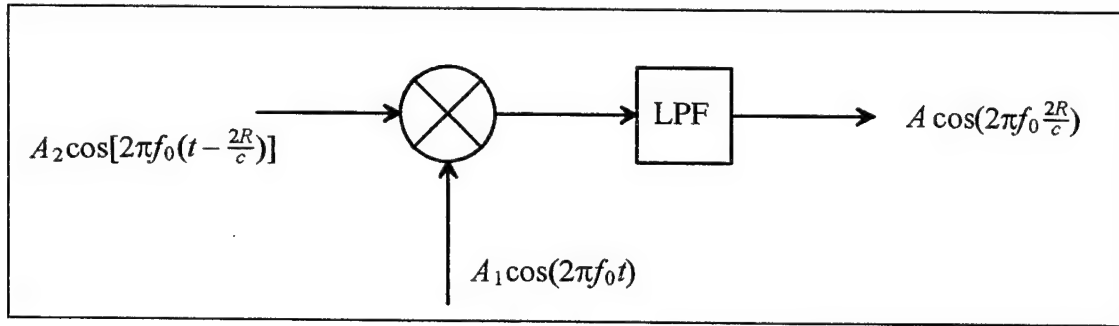 LPF
A cos(2πf₀ 2R/c)
A₂cos[2πf₀(t − 2R/c)]
A₁cos(2πf₀t)